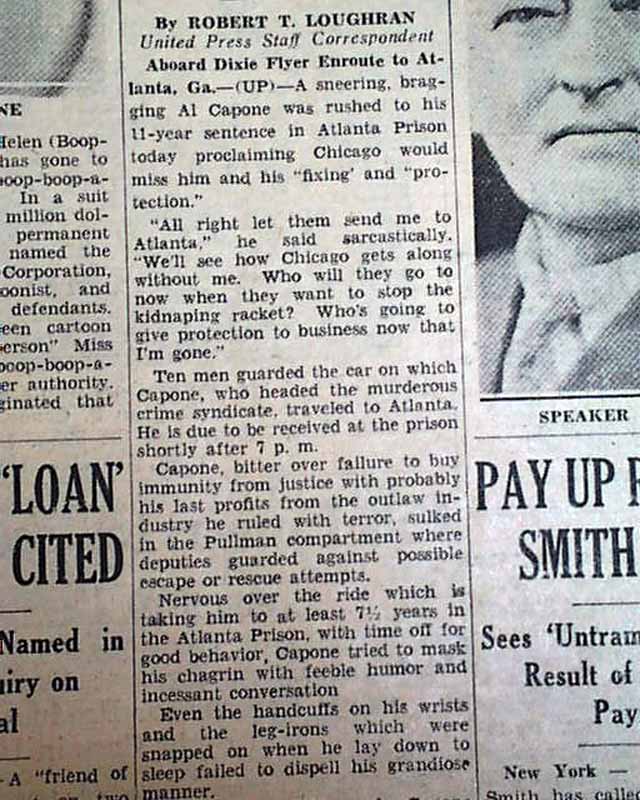 By ROBERT T. LOUGHRAN
United Press Staff Correspondent
Aboard Dixie Flyer Enroute to At-
lanta, Ga.—(UP)—A sneering, brag-
ging Al Capone was rushed to his
11-year sentence in Atlanta Prison
today proclaiming Chicago would
miss him and his "fixing' and "pro-
tection."
"All right let them send me to
Atlanta," he said sarcastically.
"We'll see how Chicago gets along
without me. Who will they go to
now when they want to stop the
kidnaping racket? Who's going to
give protection to business now that
I'm gone."
Ten men guarded the car on which
Capone, who headed the murderous
crime syndicate, traveled to Atlanta.
He is due to be received at the prison
shortly after 7 p. m.
Capone, bitter over failure to buy
immunity from justice with probably
his last profits from the outlaw in-
dustry he ruled with terror, sulked
in the Pullman compartment where
deputies guarded against possible
escape or rescue attempts.
Nervous over the ride which is
taking him to at least 7½ years in
the Atlanta Prison, with time off for
good behavior, Capone tried to mask
his chagrin with feeble humor and
incessant conversation
Even the handcuffs on his wrists
and the leg-irons which were
snapped on when he lay down to
sleep failed to dispell his grandiose
manner.
NE
Helen (Boop-
has gone to
boop-boop-a-
In a suit
million dol-
permanent
named the
Corporation,
oonist, and
defendants.
een cartoon
erson" Miss
boop-boop-a-
er authority.
ginated that
'LOAN'
CITED
Named in
iry on
al
A "friend of
on two
SPEAKER
PAY UP
SMITH
Sees 'Untram
Result of
Pay
New York —
Smith has called